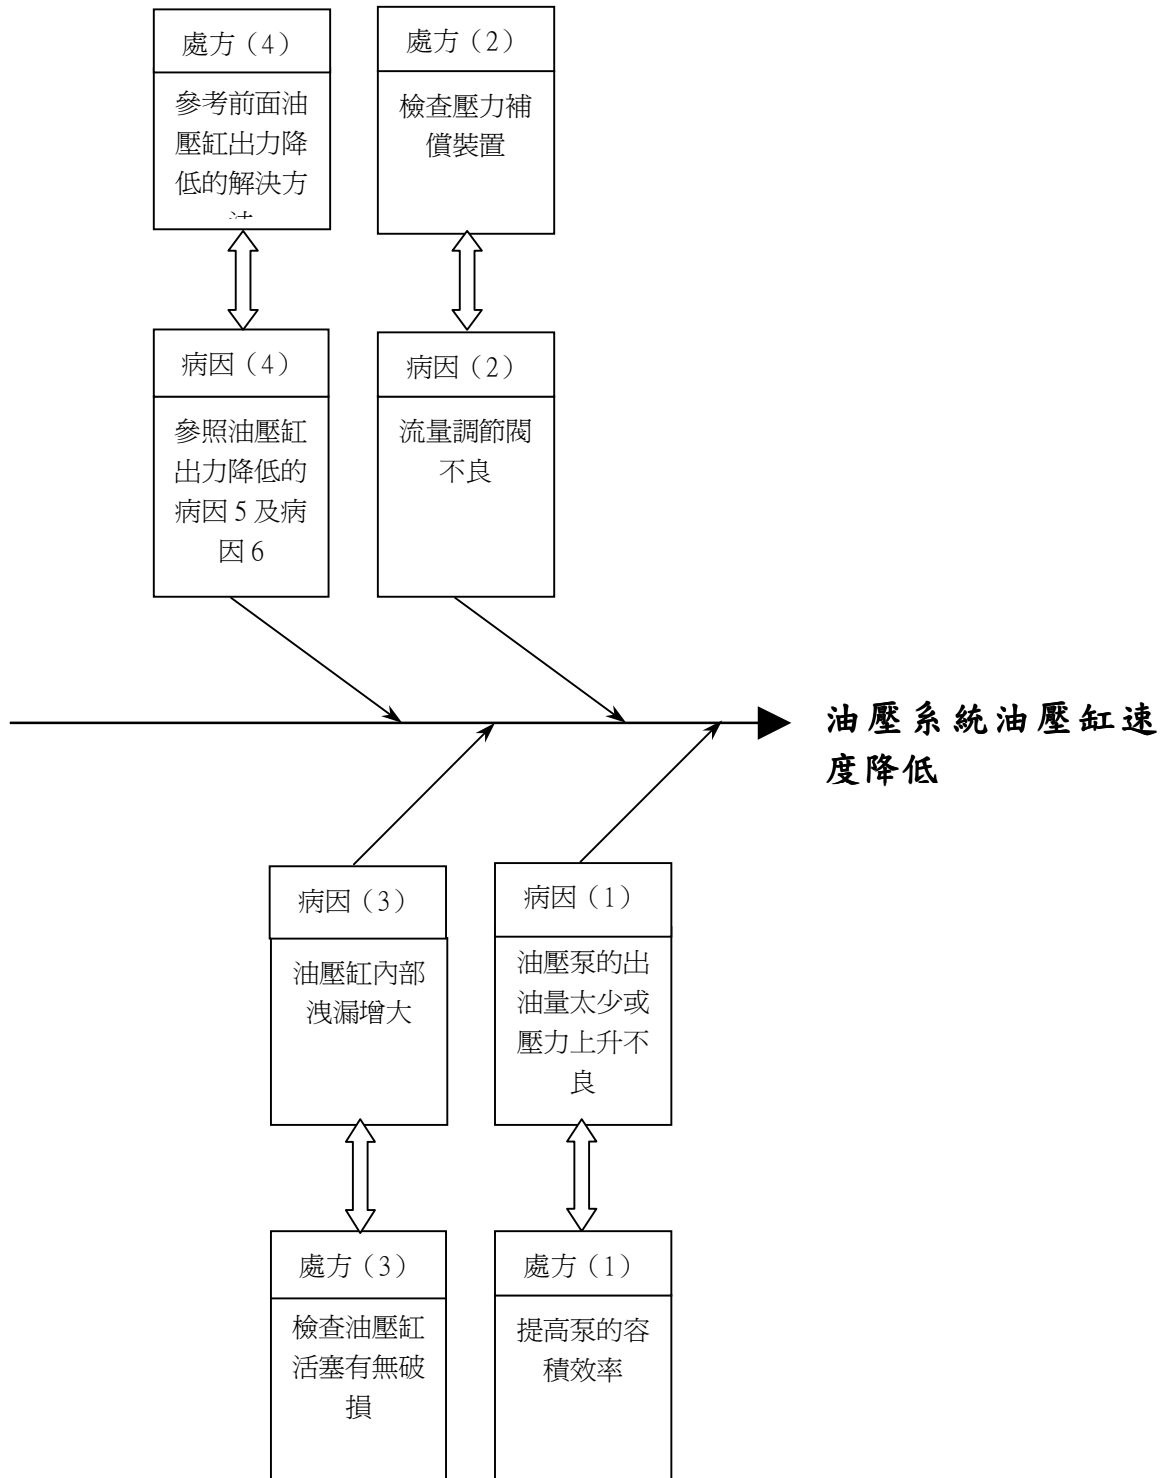 處方（4）
參考前面油
壓缸出力降
低的解決方
處方（2）
檢查壓力補
償裝置
病因（4）
參照油壓缸
出力降低的
病因 5 及病
因 6
病因（2）
流量調節閥
不良
油壓系統油壓缸速
度降低
病因（3）
油壓缸內部
洩漏增大
病因（1）
油壓泵的出
油量太少或
壓力上升不
良
處方（3）
檢查油壓缸
活塞有無破
損
處方（1）
提高泵的容
積效率